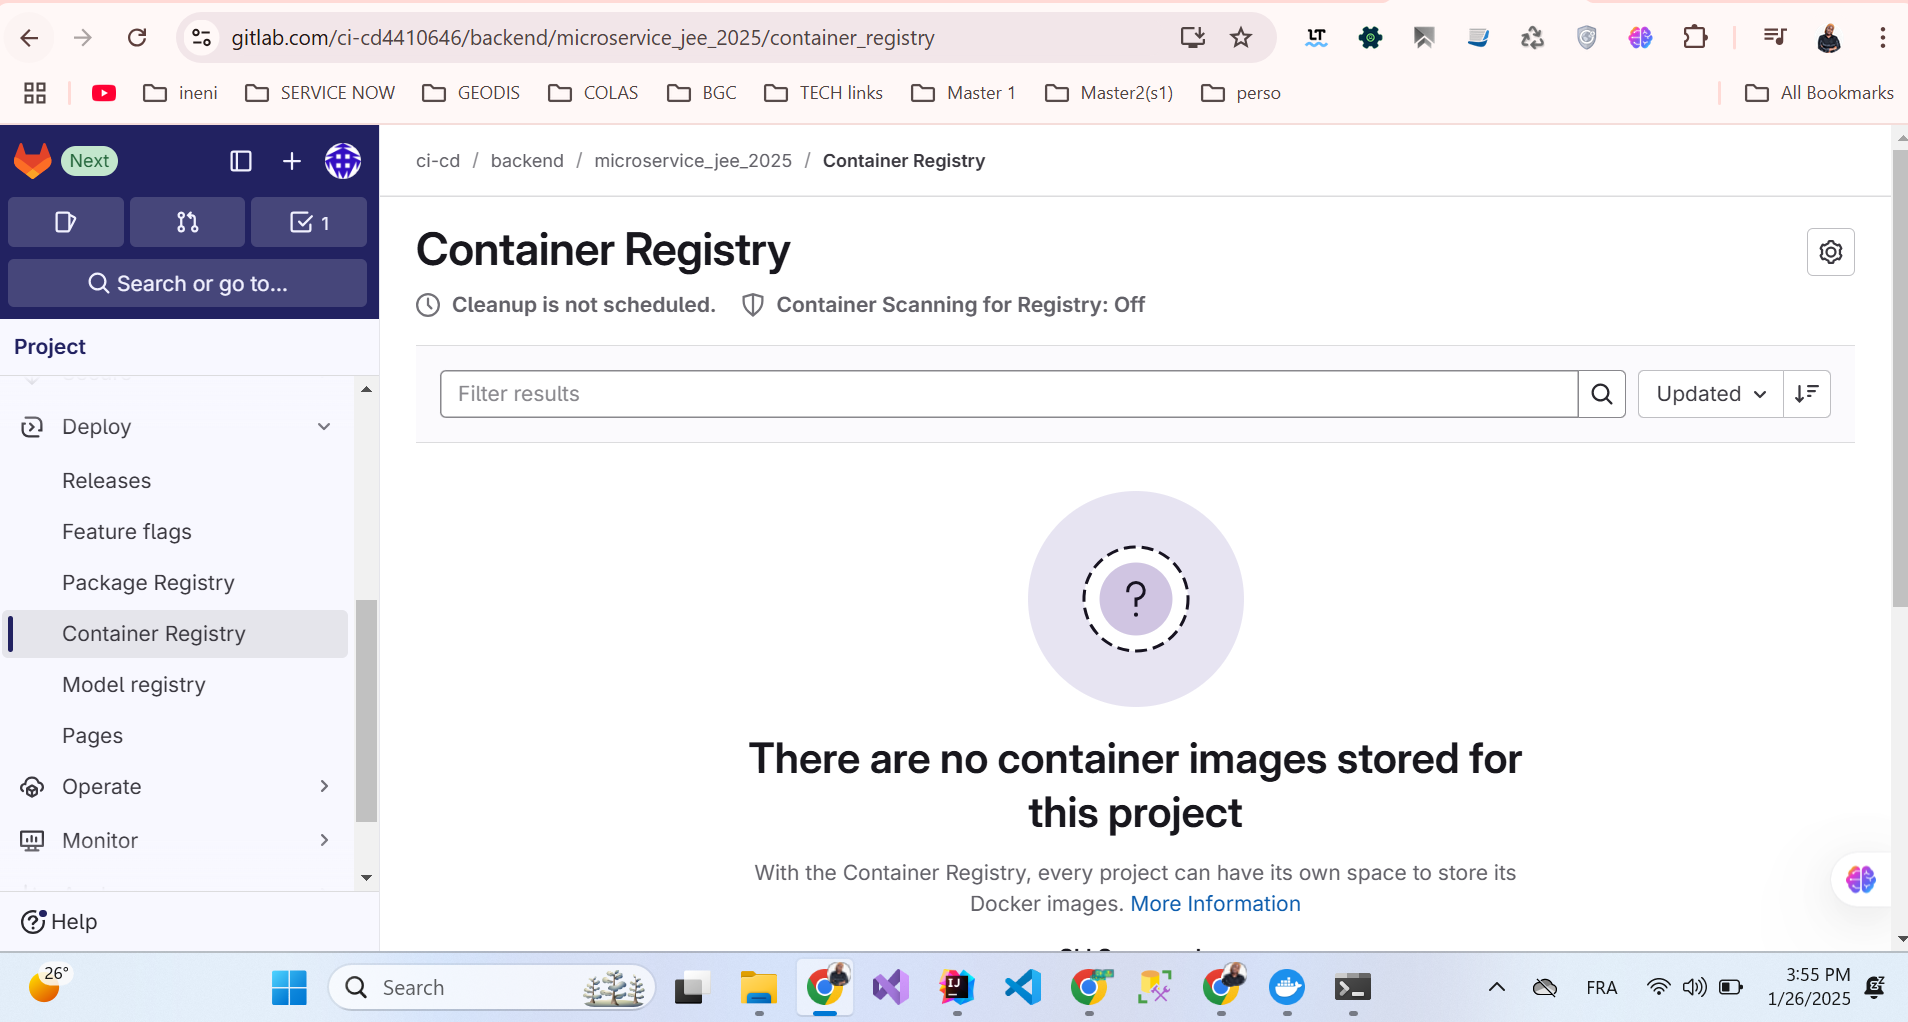 gitlab.com/ci-cd4410646/backend/microservice_jee_2025/container_registry
LT
ineni
SERVICE NOW
GEODIS
COLAS
BGC
TECH links
Master 1
Master2(s1)
perso
All Bookmarks
Next
1
Search or go to...
Project
Deploy
Releases
Feature flags
Package Registry
Container Registry
Model registry
Pages
Operate
Monitor
Help
ci-cd / backend / microservice_jee_2025 / Container Registry
Container Registry
Cleanup is not scheduled. Container Scanning for Registry: Off
Filter results
Updated
?
There are no container images stored for
this project
With the Container Registry, every project can have its own space to store its
Docker images. More Information
26°
Search
IJ
FRA
3:55 PM
1/26/2025